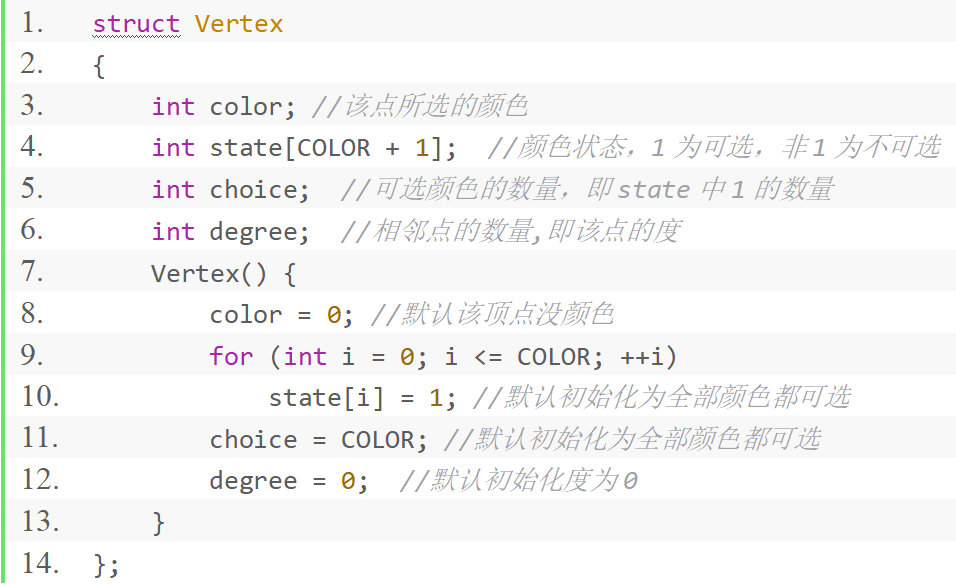 1. struct Vertex
2. {
3.     int color; //该点所选的颜色
4.     int state[COLOR + 1];  //颜色状态，1 为可选，非1 为不可选
5.     int choice;  //可选颜色的数量，即 state 中 1 的数量
6.     int degree;  //相邻点的数量,即该点的度
7.     Vertex() {
8.         color = 0; //默认该顶点没颜色
9.         for (int i = 0; i <= COLOR; ++i)
10.             state[i] = 1; //默认初始化为全部颜色都可选
11.         choice = COLOR; //默认初始化为全部颜色都可选
12.         degree = 0;  //默认初始化度为0
13.     }
14. };